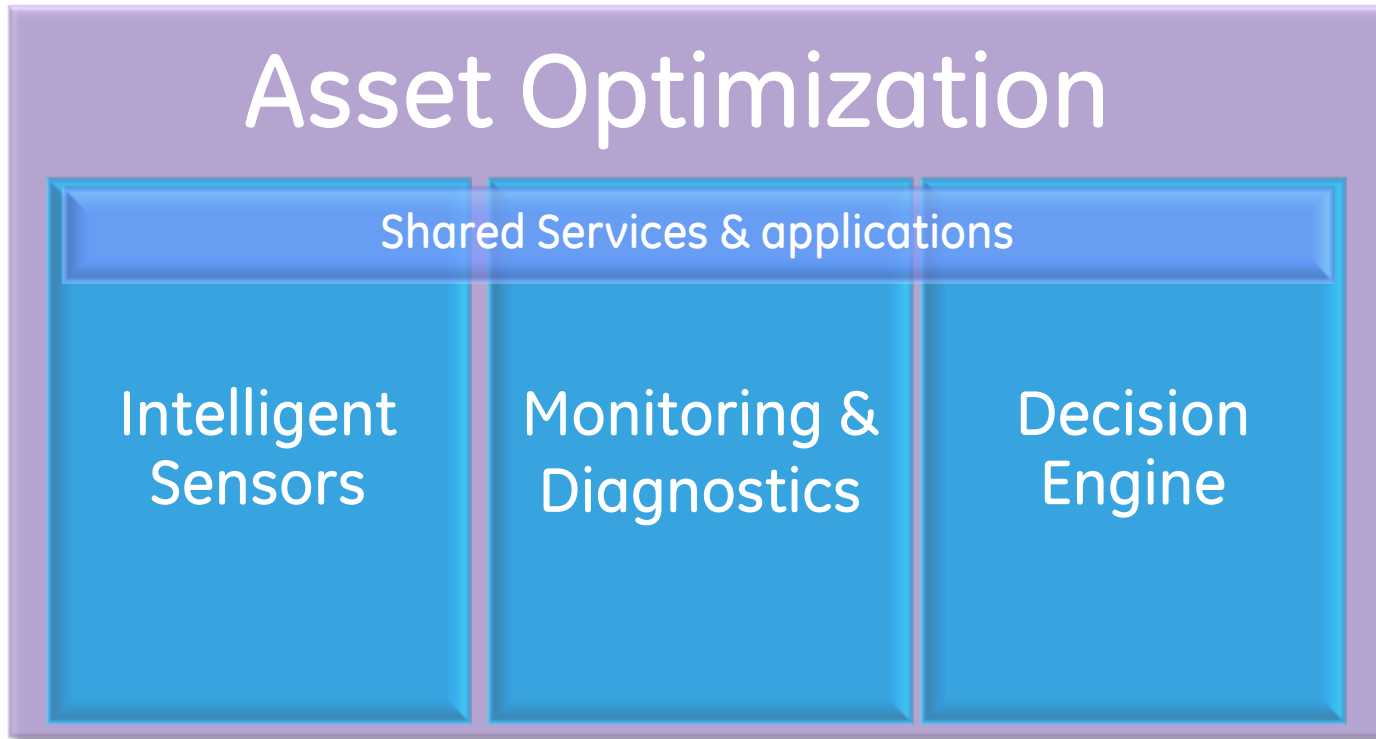 Asset Optimization
Shared Services & applications
Intelligent
Sensors
Monitoring &
Diagnostics
Decision
Engine